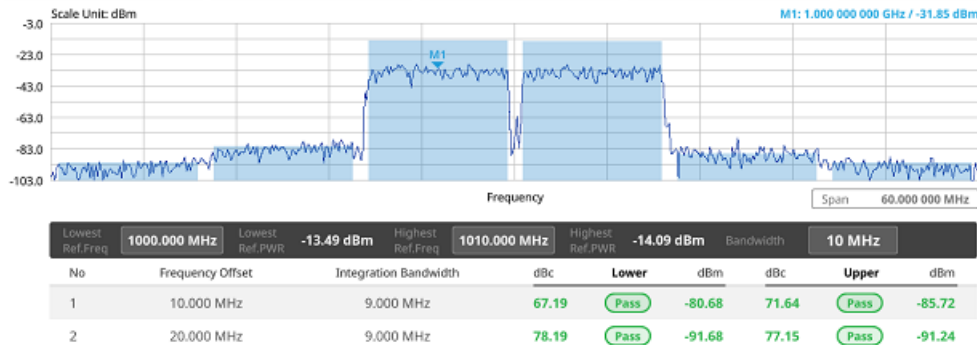 Scale Unit: dBm M1: 1.000 000 000 GHz / -31.85 dBm
-3.0
-23.0
M1
-43.0
-63.0
-83.0
-103.0
Frequency
Span 60.000 000 MHz
Lowest Ref.Freq 1000.000 MHz Lowest Ref.PWR -13.49 dBm Highest Ref.Freq 1010.000 MHz Highest Ref.PWR -14.09 dBm Bandwidth 10 MHz
No Frequency Offset Integration Bandwidth dBc Lower dBm dBc Upper dBm
1 10.000 MHz 9.000 MHz 67.19 Pass -80.68 71.64 Pass -85.72
2 20.000 MHz 9.000 MHz 78.19 Pass -91.68 77.15 Pass -91.24